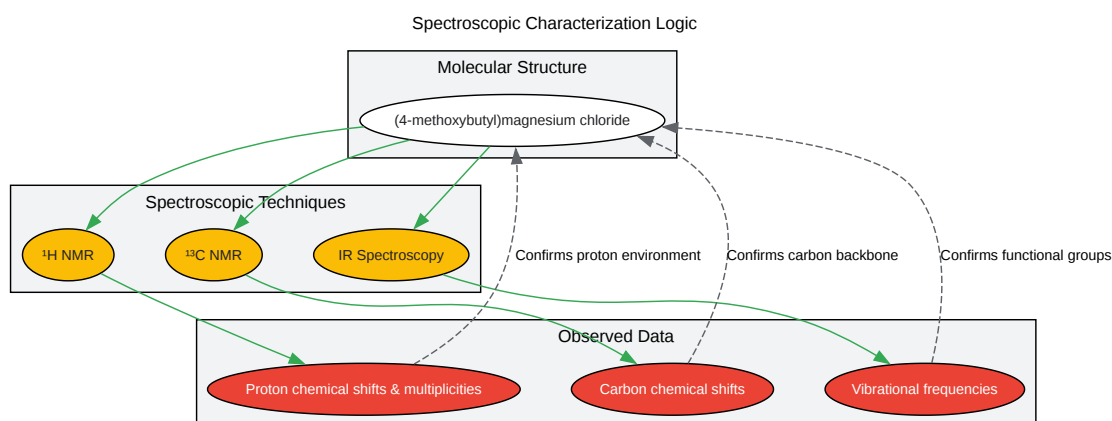 Spectroscopic Characterization Logic
Molecular Structure
(4-methoxybutyl)magnesium chloride
Spectroscopic Techniques
¹H NMR
¹³C NMR
IR Spectroscopy
Confirms proton environment
Confirms carbon backbone
Confirms functional groups
Observed Data
Proton chemical shifts & multiplicities
Carbon chemical shifts
Vibrational frequencies